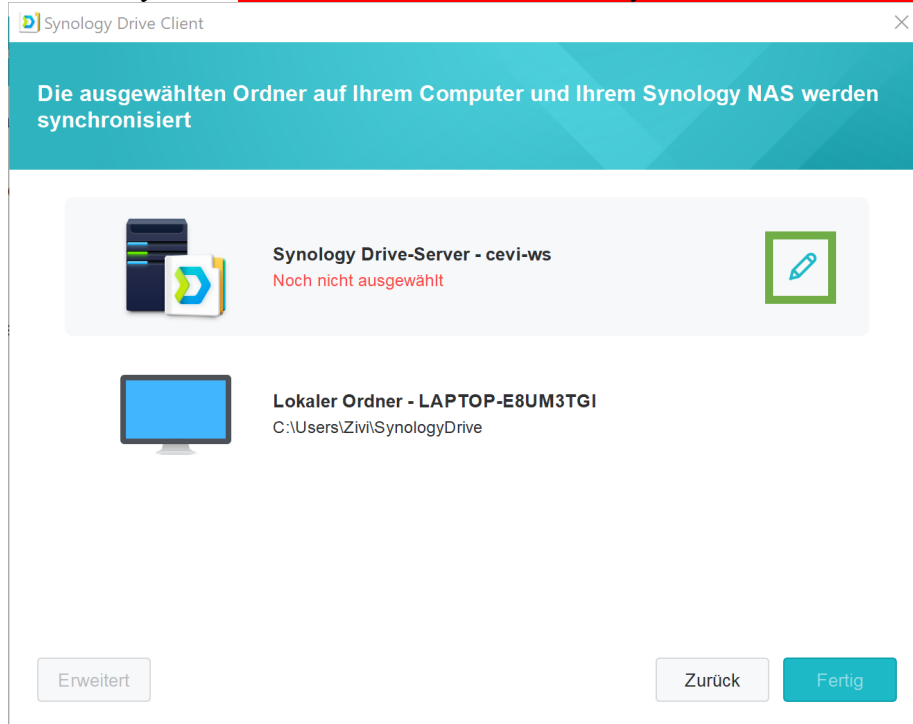 Synology Drive Client
Die ausgewählten Ordner auf Ihrem Computer und Ihrem Synology NAS werden
synchronisiert
Synology Drive-Server - cevi-ws
Noch nicht ausgewählt
Lokaler Ordner - LAPTOP-E8UM3TGI
C:\Users\Zivi\SynologyDrive
Erweitert
Zurück
Fertig